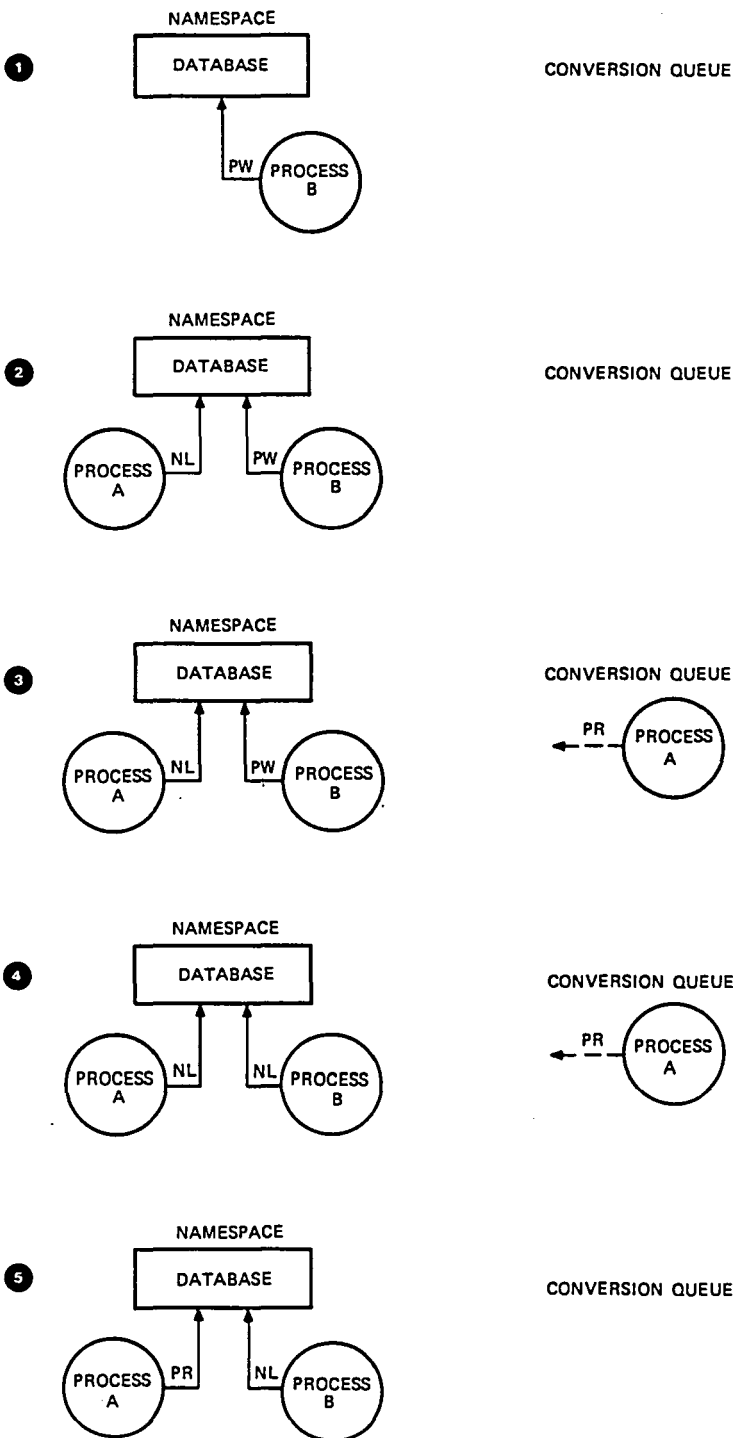 NAMESPACE
1 DATABASE CONVERSION QUEUE
PW PROCESS
B
NAMESPACE
2 DATABASE CONVERSION QUEUE
PROCESS NL PW PROCESS
A B
NAMESPACE
3 DATABASE CONVERSION QUEUE
PROCESS NL PW PROCESS PR PROCESS
A B A
NAMESPACE
4 DATABASE CONVERSION QUEUE
PROCESS NL NL PROCESS PR PROCESS
A B A
NAMESPACE
5 DATABASE CONVERSION QUEUE
PROCESS PR NL PROCESS
A B